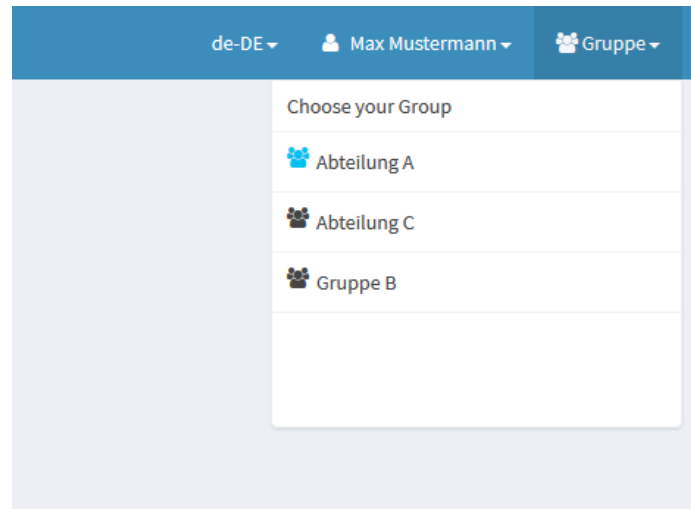 de-DE Max Mustermann Gruppe
Choose your Group
Abteilung A
Abteilung C
Gruppe B